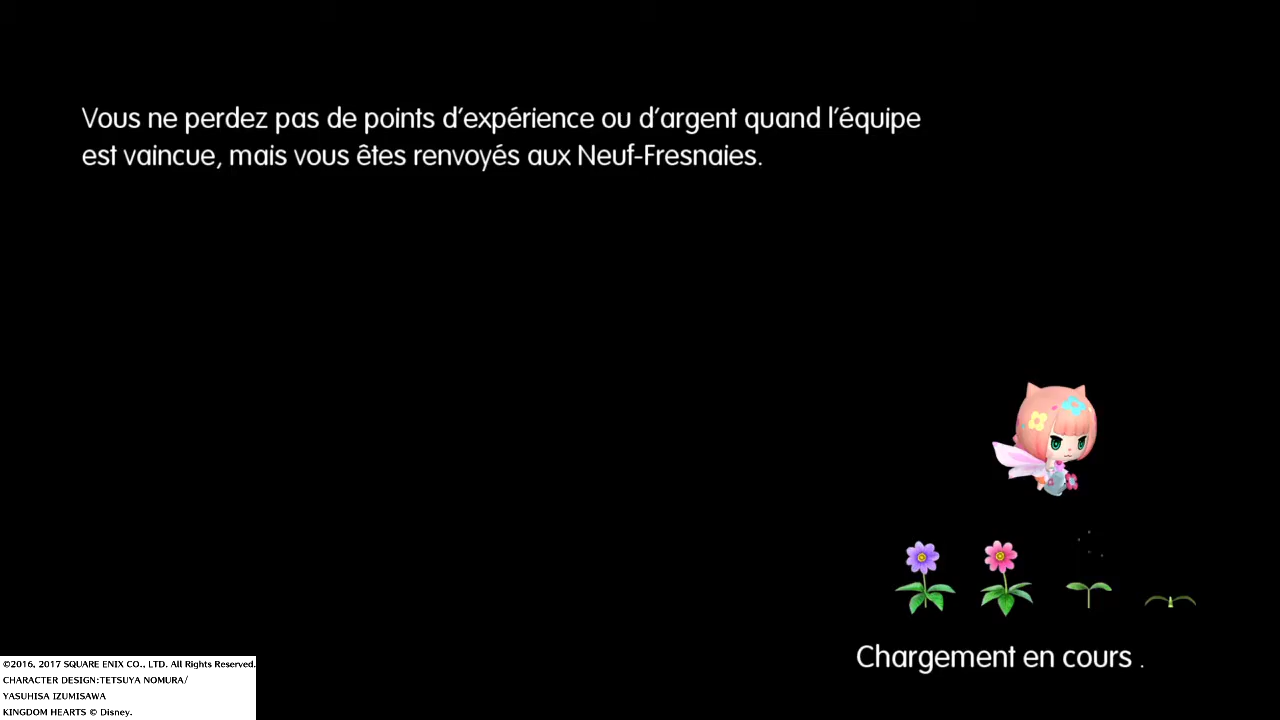 Vous ne perdez pas de points d'expérience ou d'argent quand l'équipe
est vaincue, mais vous êtes renvoyés aux Neuf-Fresnaies.
Chargement en cours .
©2016, 2017 SQUARE ENIX CO., LTD. All Rights Reserved.
CHARACTER DESIGN:TETSUYA NOMURA/
YASUHISA IZUMISAWA
KINGDOM HEARTS © Disney.